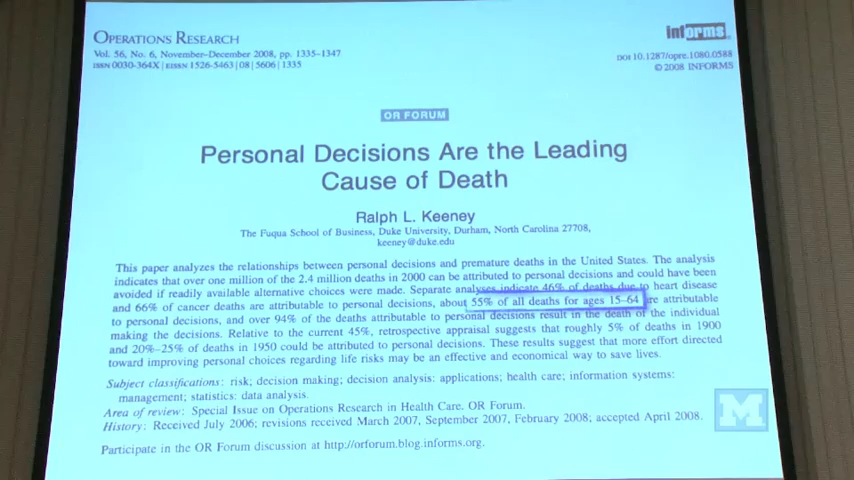 OPERATIONS RESEARCH
Vol. 56, No. 6, November–December 2008, pp. 1335–1347
ISSN 0030-364X | EISSN 1526-5463 | 08 | 5606 | 1335
informs®
DOI 10.1287/opre.1080.0588
© 2008 INFORMS
OR FORUM
Personal Decisions Are the Leading
Cause of Death
Ralph L. Keeney
The Fuqua School of Business, Duke University, Durham, North Carolina 27708,
keeney@duke.edu
This paper analyzes the relationships between personal decisions and premature deaths in the United States. The analysis
indicates that over one million of the 2.4 million deaths in 2000 can be attributed to personal decisions and could have been
avoided if readily available alternative choices were made. Separate analyses indicate 46% of deaths due to heart disease
and 66% of cancer deaths are attributable to personal decisions, about 55% of all deaths for ages 15–64 are attributable
to personal decisions, and over 94% of the deaths attributable to personal decisions result in the death of the individual
making the decisions. Relative to the current 45%, retrospective appraisal suggests that roughly 5% of deaths in 1900
and 20%–25% of deaths in 1950 could be attributed to personal decisions. These results suggest that more effort directed
toward improving personal choices regarding life risks may be an effective and economical way to save lives.
Subject classifications: risk; decision making; decision analysis: applications; health care; information systems:
management; statistics: data analysis.
Area of review: Special Issue on Operations Research in Health Care. OR Forum.
History: Received July 2006; revisions received March 2007, September 2007, February 2008; accepted April 2008.
Participate in the OR Forum discussion at http://orforum.blog.informs.org.
M